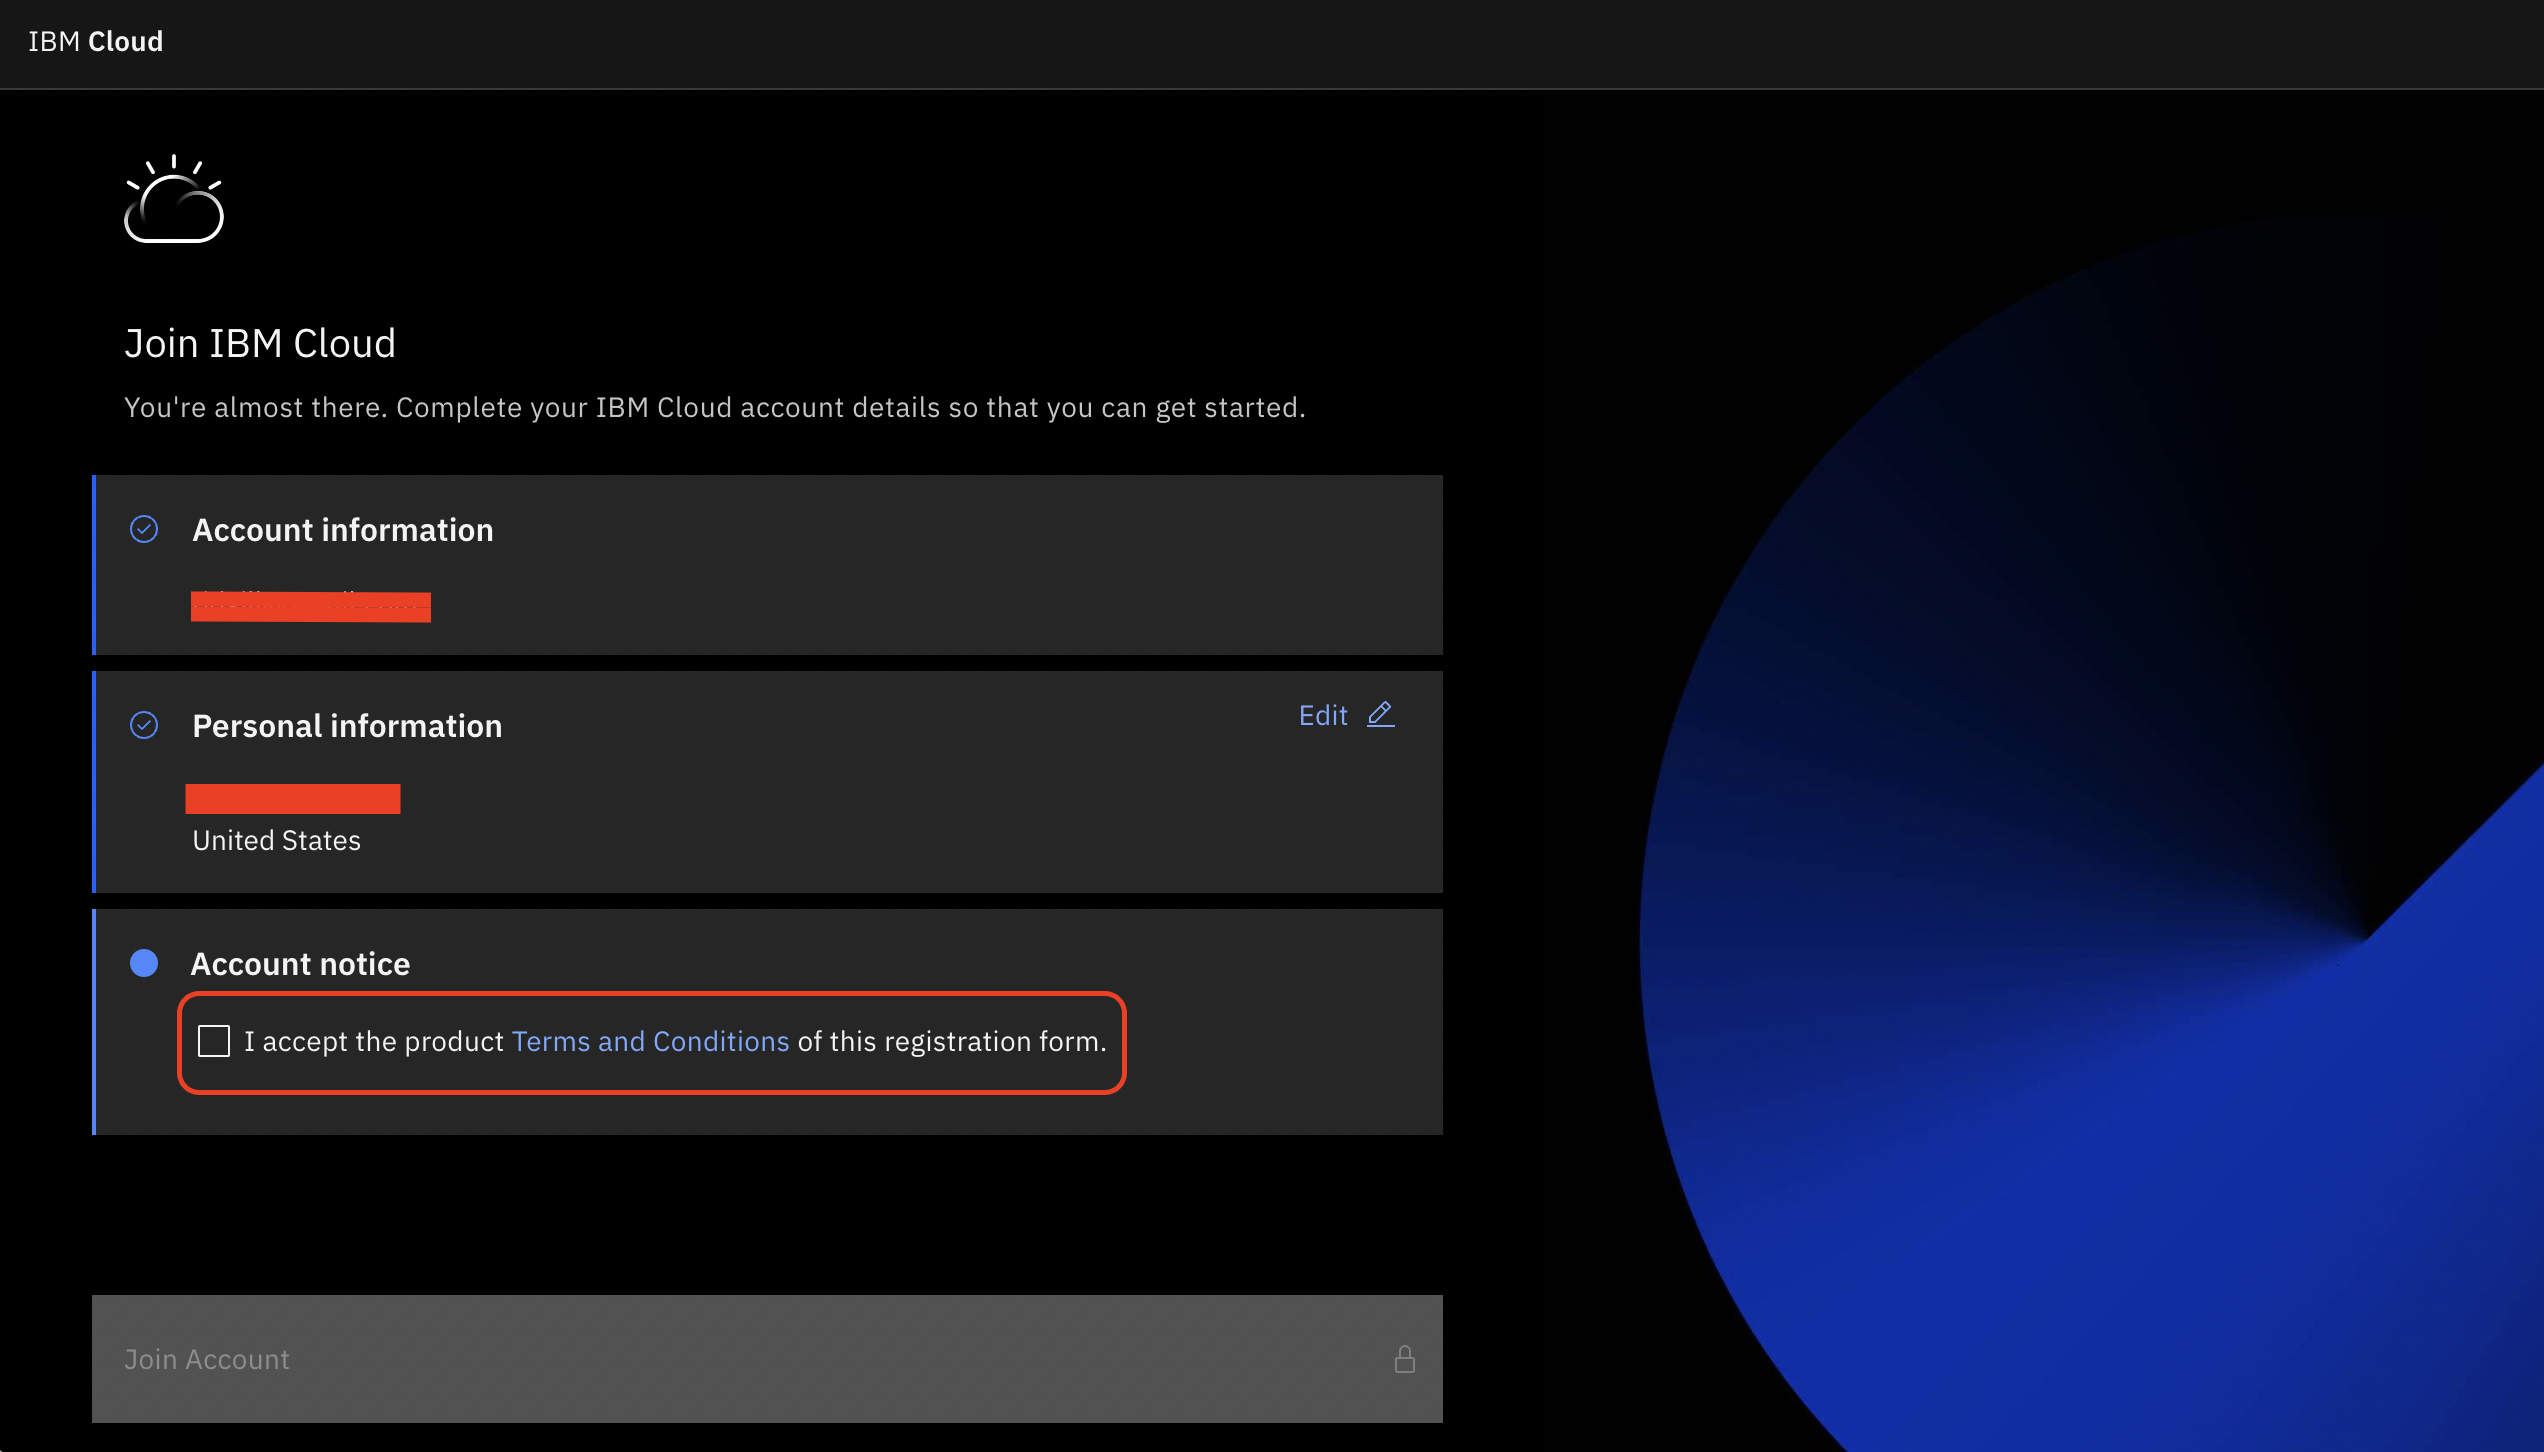 IBM Cloud
Join IBM Cloud
You're almost there. Complete your IBM Cloud account details so that you can get started.
Account information
Personal information
Edit
United States
Account notice
I accept the product Terms and Conditions of this registration form.
Join Account